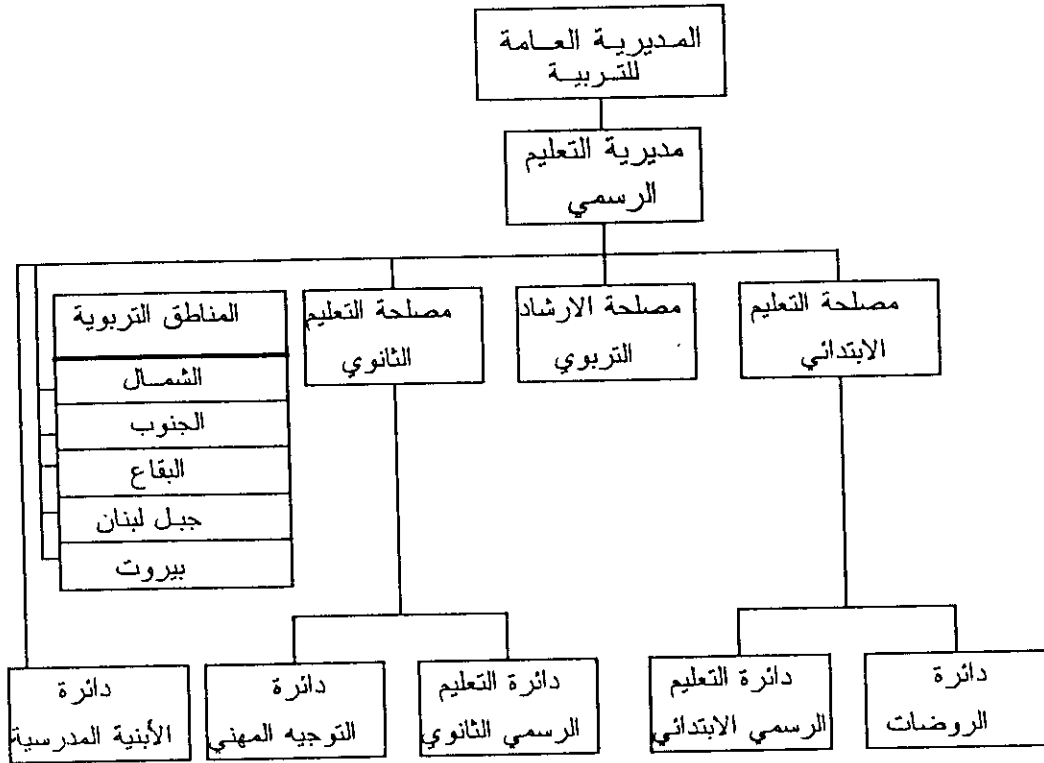 المديرية العامة
للتربية
مديرية التعليم
الرسمي
مصلحة التعليم
الابتدائي
مصلحة الارشاد
التربوي
مصلحة التعليم
الثانوي
المناطق التربوية
الشمال
الجنوب
البقاع
جبل لبنان
بيروت
دائرة
الروضات
دائرة التعليم
الرسمي الابتدائي
دائرة التعليم
الرسمي الثانوي
دائرة
التوجيه المهني
دائرة
الأبنية المدرسية